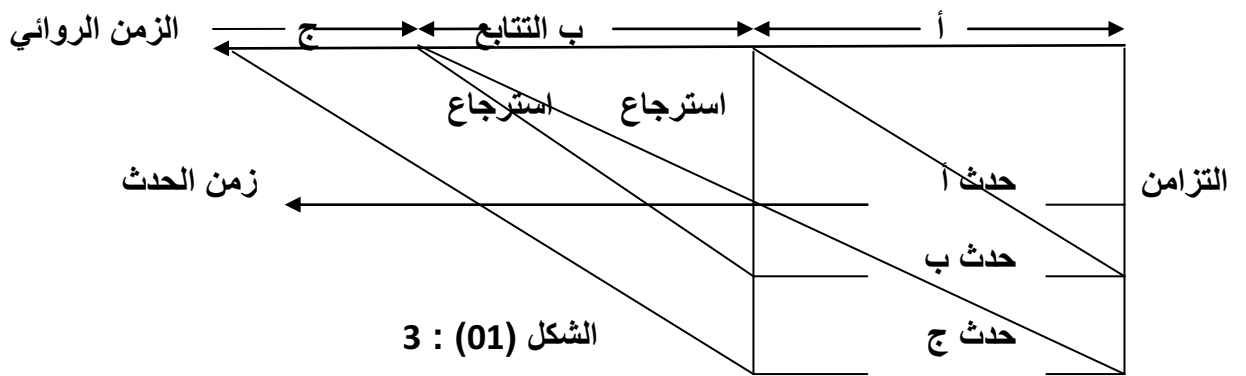 أ ب التتابع ج الزمن الروائي
استرجاع استرجاع
التزامن حدث أ زمن الحدث
حدث ب
حدث ج الشكل (01) : 3